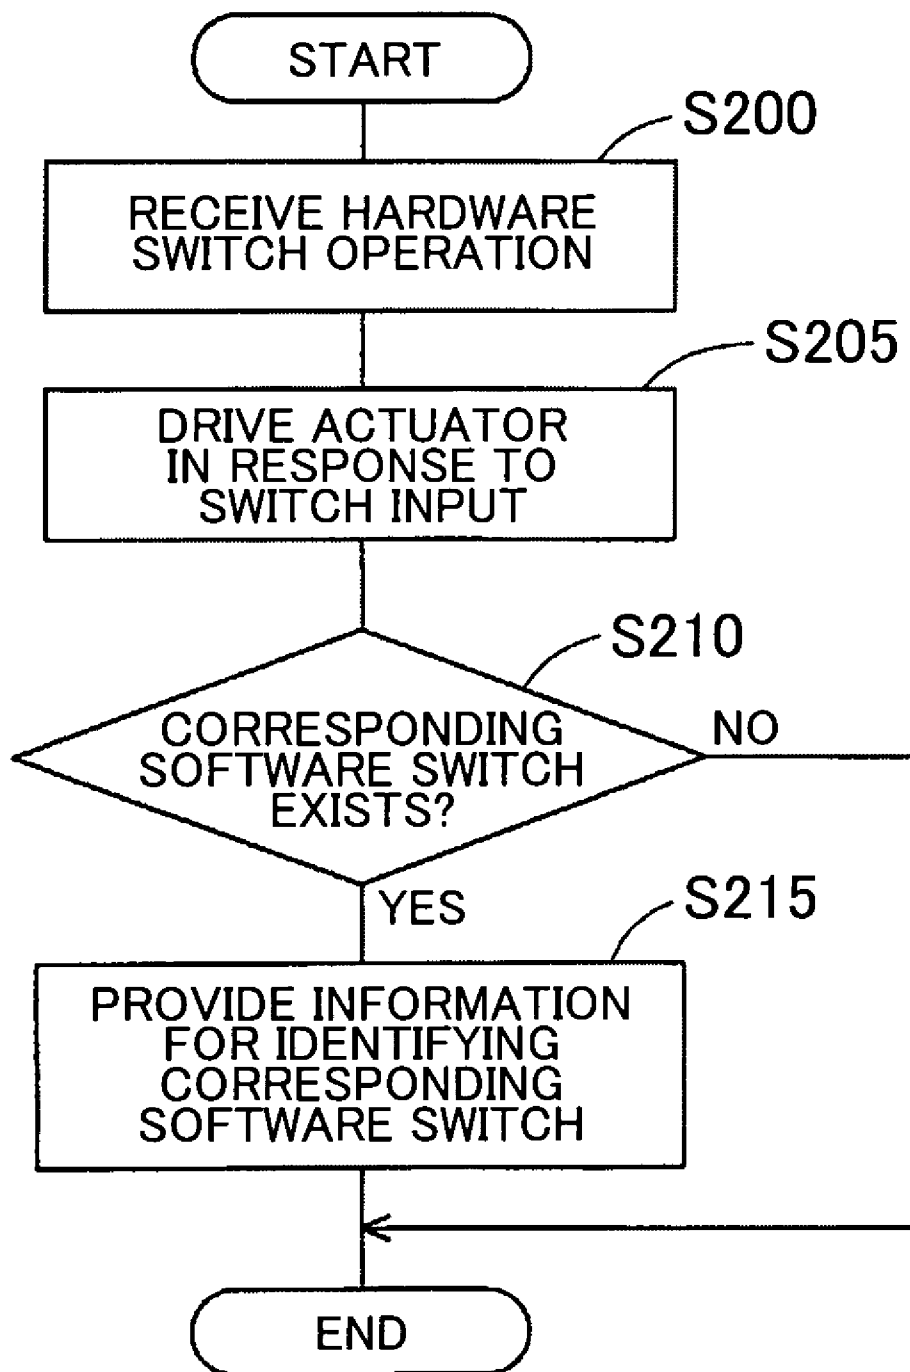 START
S200
RECEIVE HARDWARE
SWITCH OPERATION
S205
DRIVE ACTUATOR
IN RESPONSE TO
SWITCH INPUT
S210
CORRESPONDING
SOFTWARE SWITCH
EXISTS?
NO
YES
S215
PROVIDE INFORMATION
FOR IDENTIFYING
CORRESPONDING
SOFTWARE SWITCH
END